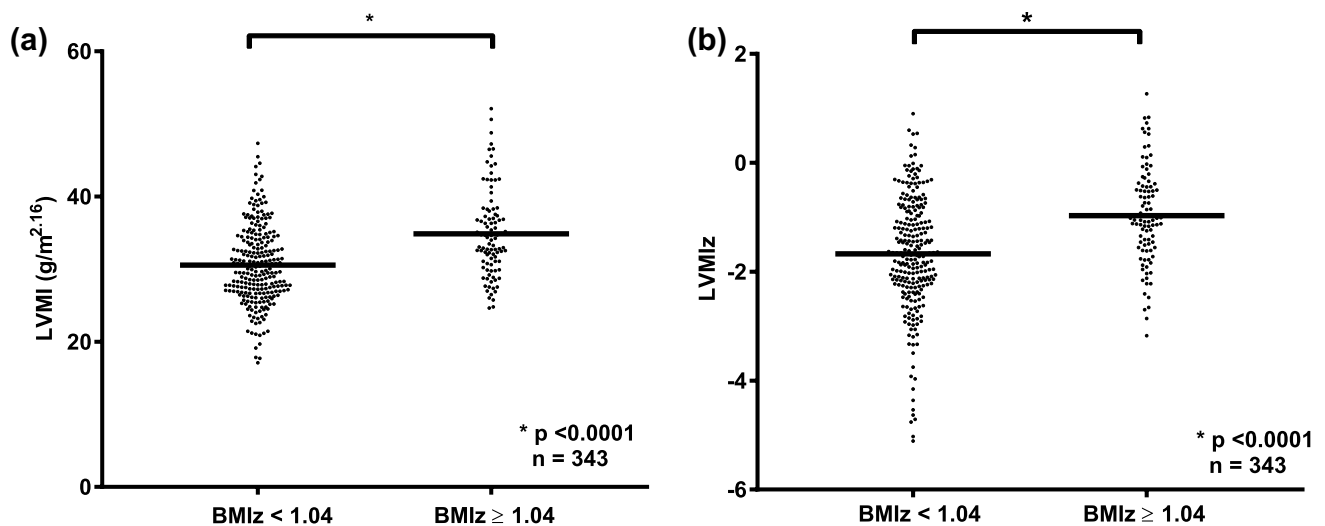 (a)
*
60
40
20
0
LVMI (g/m^2.16)
BMIz < 1.04
BMIz ≥ 1.04
* p <0.0001
n = 343
(b)
*
2
0
-2
-4
-6
LVMIz
BMIz < 1.04
BMIz ≥ 1.04
* p <0.0001
n = 343